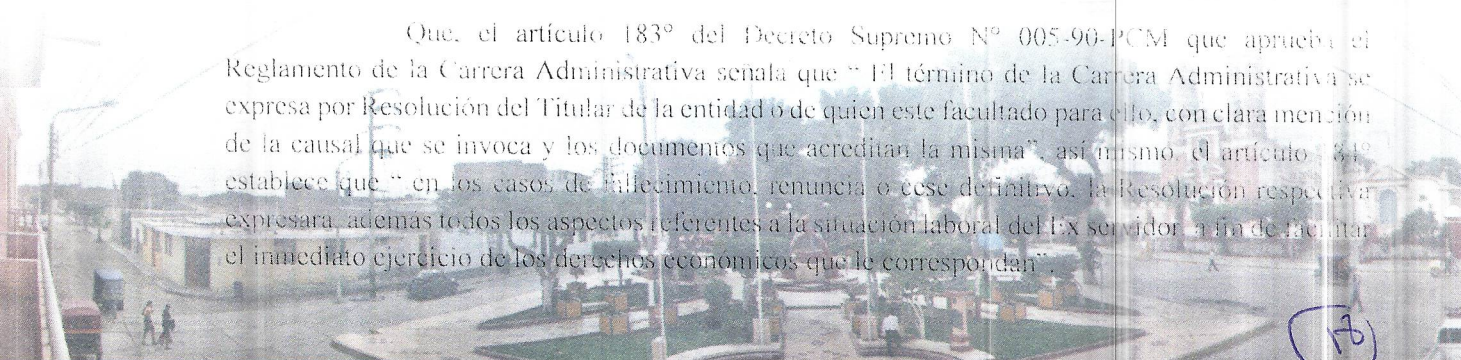 Que, el artículo 183° del Decreto Supremo N° 005-90-PCM que aprueba el
Reglamento de la Carrera Administrativa señala que “ El término de la Carrera Administrativa se
expresa por Resolución del Titular de la entidad o de quien este facultado para ello, con clara mención
de la causal que se invoca y los documentos que acreditan la misma”, así mismo, el artículo 184°
establece que “ en los casos de fallecimiento, renuncia o cese definitivo, la Resolución respectiva
expresara, además todos los aspectos referentes a la situación laboral del Ex servidor a fin de facilitar
el inmediato ejercicio de los derechos económicos que le correspondan”.
18